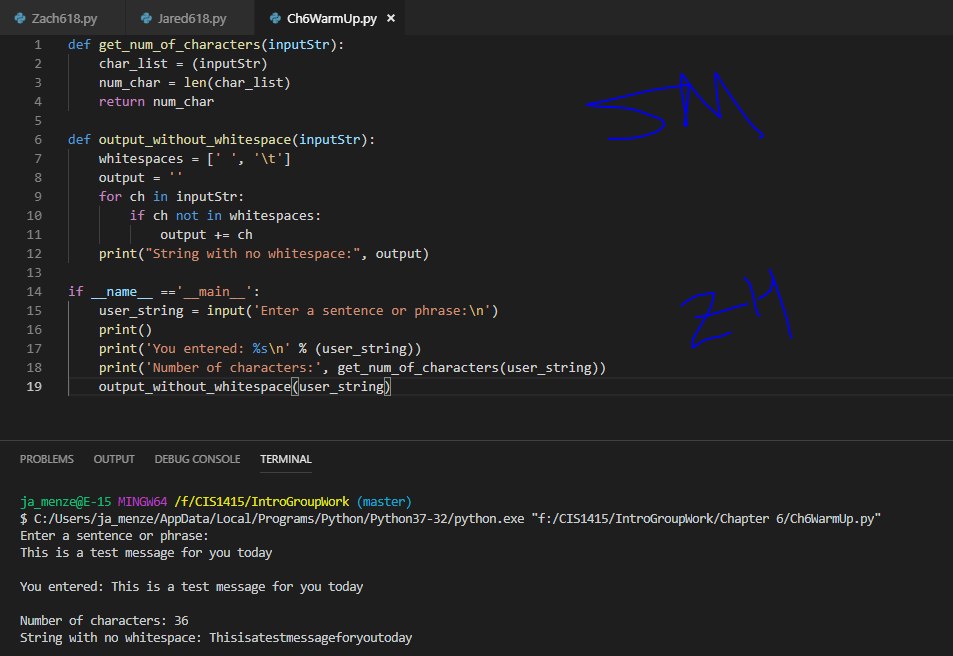 Zach618.py Jared618.py Ch6WarmUp.py ×
1 def get_num_of_characters(inputStr):
2 char_list = (inputStr)
3 num_char = len(char_list)
4 return num_char
5
6 def output_without_whitespace(inputStr):
7 whitespaces = [' ', '\t']
8 output = ''
9 for ch in inputStr:
10 if ch not in whitespaces:
11 output += ch
12 print("String with no whitespace:", output)
13
14 if __name__ =='__main__':
15 user_string = input('Enter a sentence or phrase:\n')
16 print()
17 print('You entered: %s\n' % (user_string))
18 print('Number of characters:', get_num_of_characters(user_string))
19 output_without_whitespace(user_string)
PROBLEMS OUTPUT DEBUG CONSOLE TERMINAL
ja_menze@E-15 MINGW64 /f/CIS1415/IntroGroupWork (master)
$ C:/Users/ja_menze/AppData/Local/Programs/Python/Python37-32/python.exe "f:/CIS1415/IntroGroupWork/Chapter 6/Ch6WarmUp.py"
Enter a sentence or phrase:
This is a test message for you today
You entered: This is a test message for you today
Number of characters: 36
String with no whitespace: Thisisatestmessageforyoutoday